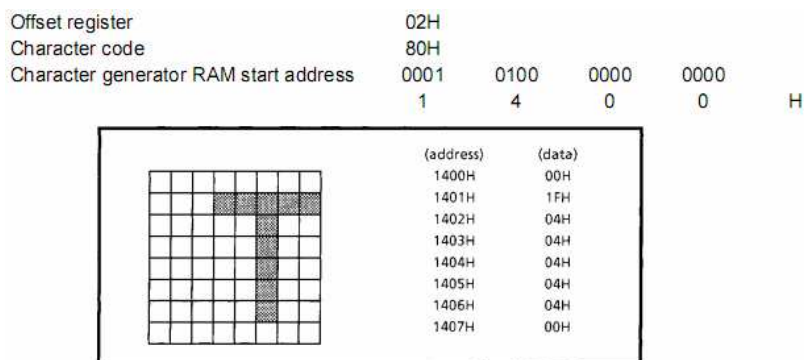 Offset register 02H
Character code 80H
Character generator RAM start address 0001 0100 0000 0000
1 4 0 0 H
(address) (data)
1400H 00H
1401H 1FH
1402H 04H
1403H 04H
1404H 04H
1405H 04H
1406H 04H
1407H 00H